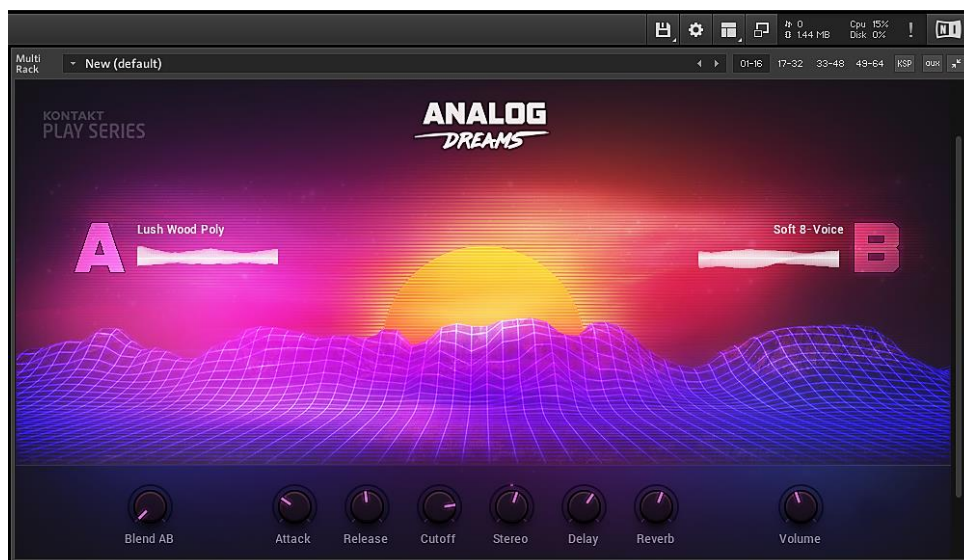 0 Cpu 15%
1.44 MB Disk 0%
! NI
Multi
Rack
New (default)
01-16 17-32 33-48 49-64 KSP aux
KONTAKT
PLAY SERIES
ANALOG
DREAMS
A Lush Wood Poly
Soft 8-Voice B
Blend AB Attack Release Cutoff Stereo Delay Reverb Volume